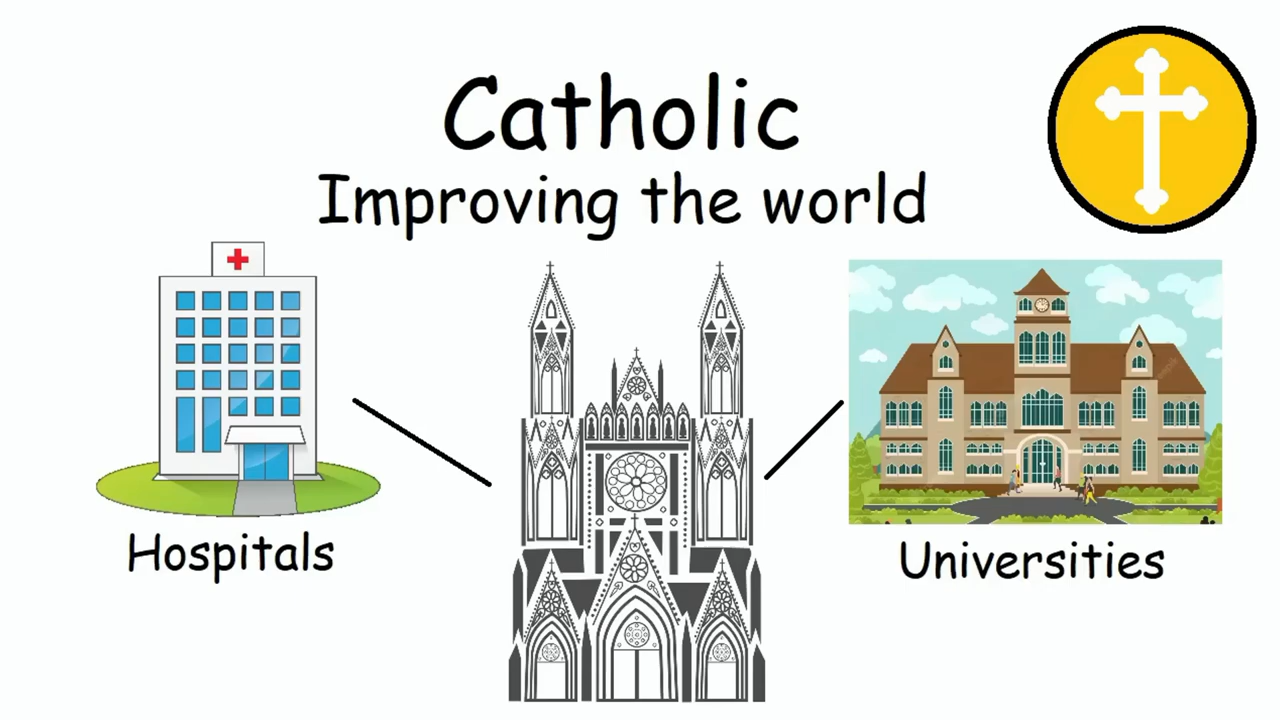 Catholic
Improving the world
Hospitals
Universities